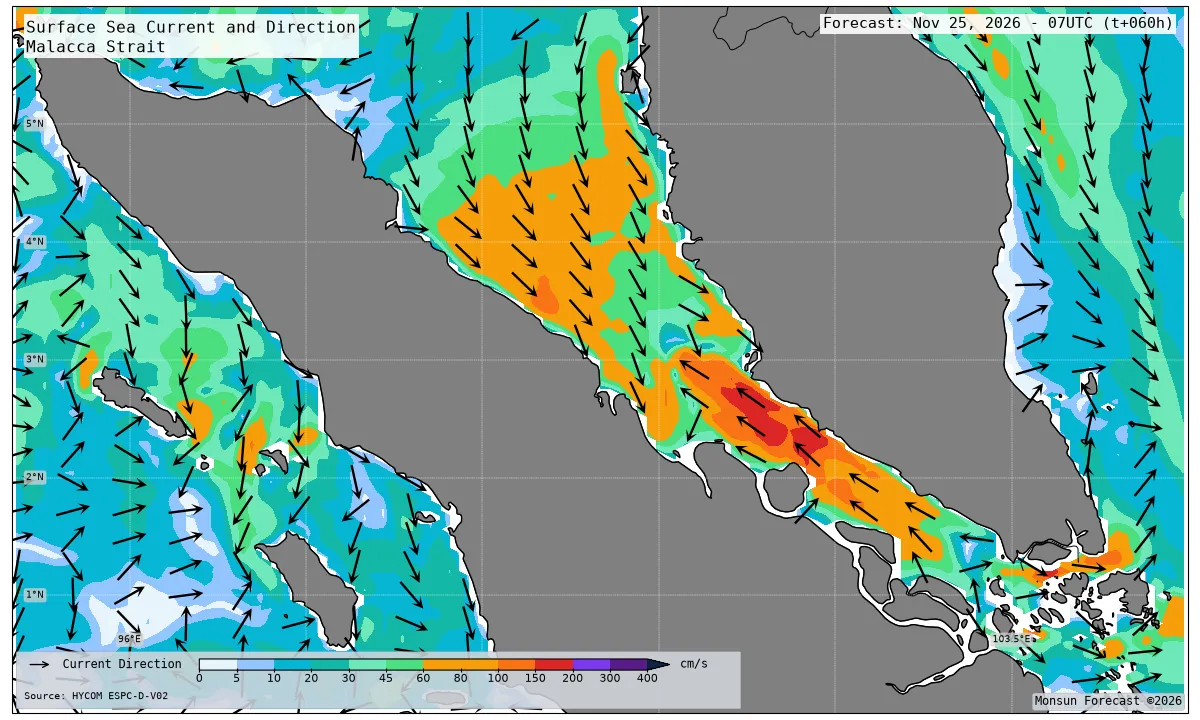 Surface Sea Current and Direction
Malacca Strait
Forecast: Nov 25, 2026 - 07UTC (t+060h)
5°N
4°N
3°N
2°N
1°N
96°E
103.5°E
Current Direction
0 5 10 20 30 45 60 80 100 150 200 300 400
cm/s
Source: HYCOM ESPC-D-V02
Monsun Forecast ©2026